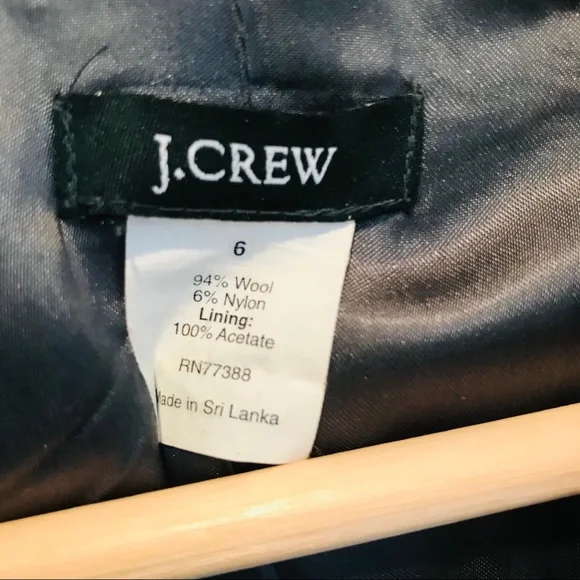 J.CREW
6
94% Wool
6% Nylon
Lining:
100% Acetate
RN77388
Made in Sri Lanka